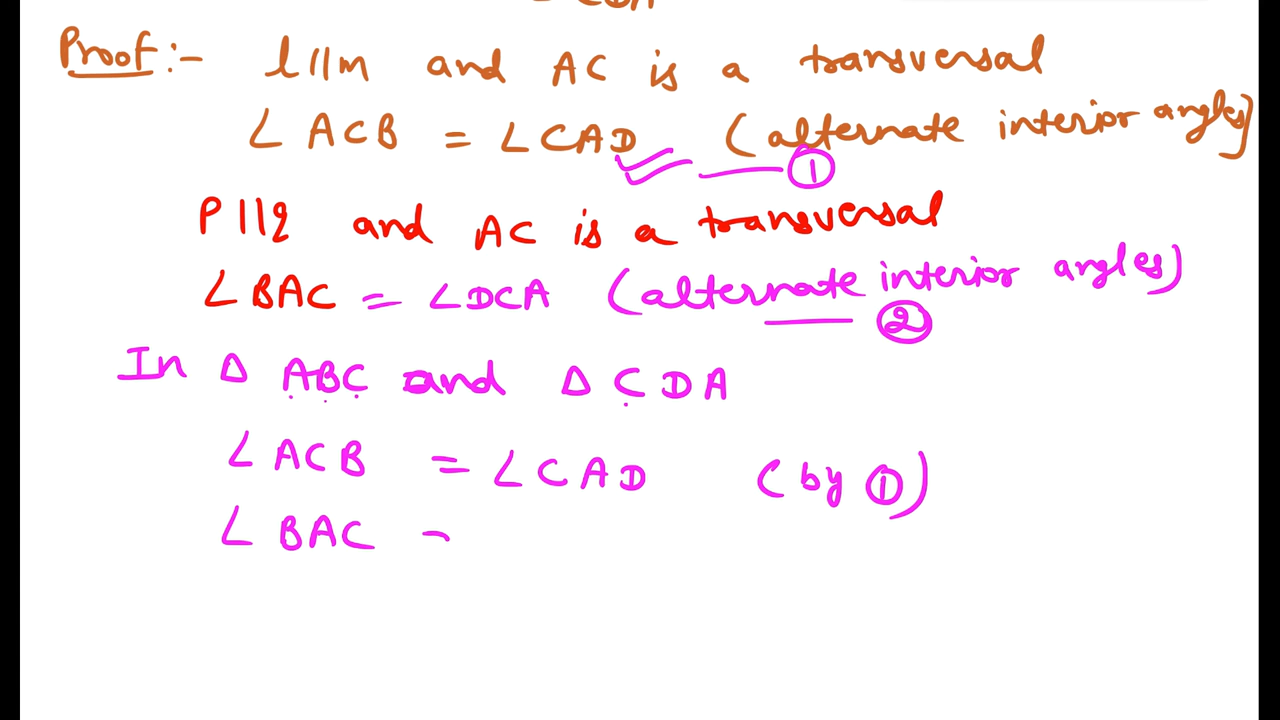 CDA
Proof :- l||m and AC is a transversal
∠ ACB = ∠ CAD (alternate interior angles)
①
P||q and AC is a transversal
∠ BAC = ∠ DCA (alternate interior angles)
②
In Δ ABC and Δ CDA
∠ ACB = ∠ CAD (by ①)
∠ BAC -